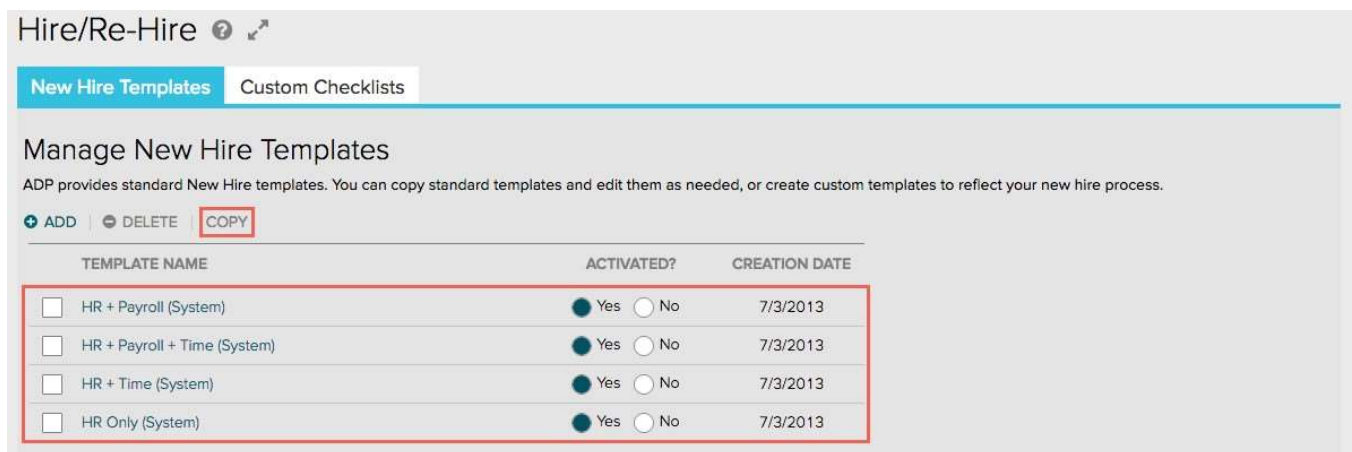 Hire/Re-Hire ?
New Hire Templates Custom Checklists
Manage New Hire Templates
ADP provides standard New Hire templates. You can copy standard templates and edit them as needed, or create custom templates to reflect your new hire process.
ADD | DELETE | COPY
TEMPLATE NAME ACTIVATED? CREATION DATE
HR + Payroll (System) Yes No 7/3/2013
HR + Payroll + Time (System) Yes No 7/3/2013
HR + Time (System) Yes No 7/3/2013
HR Only (System) Yes No 7/3/2013